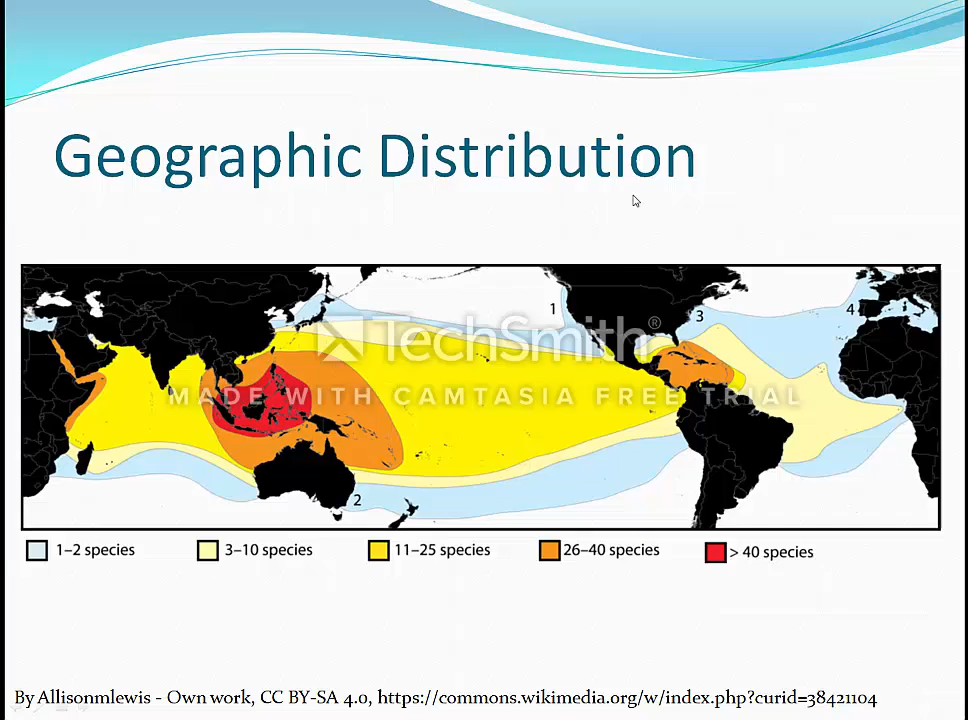 Geographic Distribution
1
3
4
TechSmith®
MADE WITH CAMTASIA FREE TRIAL
2
1–2 species
3–10 species
11–25 species
26–40 species
> 40 species
By Allisonmlewis - Own work, CC BY-SA 4.0, https://commons.wikimedia.org/w/index.php?curid=38421104